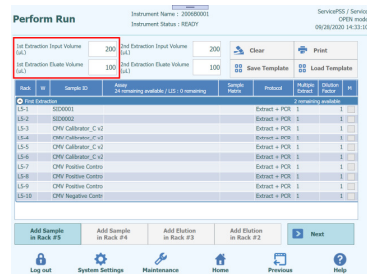 Perform Run
Instrument Name : 200680001
Instrument Status : READY
ServicePSS / Service
OPEN mode
09/28/2020 14:33:10
1st Extraction Input Volume (uL) 200 2nd Extraction Input Volume (uL) 200
Clear Print
1st Extraction Eluate Volume (uL) 100 2nd Extraction Eluate Volume (uL) 100
Save Template Load Template
Rack W Sample ID Assay Sample Matrix Protocol Multiple Extract Dilution Factor M
24 remaining available / LIS : 0 remaining
First Extraction 2 remaining available
L5-1 SID0001 Extract + PCR 1 1
L5-2 SID0002 Extract + PCR 1 1
L5-3 CMV Calibrator_C v2 Extract + PCR 1 1
L5-4 CMV Calibrator_C v2 Extract + PCR 1 1
L5-5 CMV Calibrator_C v2 Extract + PCR 1 1
L5-6 CMV Calibrator_C v2 Extract + PCR 1 1
L5-7 CMV Positive Contro Extract + PCR 1 1
L5-8 CMV Positive Contro Extract + PCR 1 1
L5-9 CMV Positive Contro Extract + PCR 1 1
L5-10 CMV Negative Contro Extract + PCR 1 1
Add Sample in Rack #5
Add Sample in Rack #4
Add Elution in Rack #3
Add Elution in Rack #2
Next
Log out System Settings Maintenance Home Previous Help